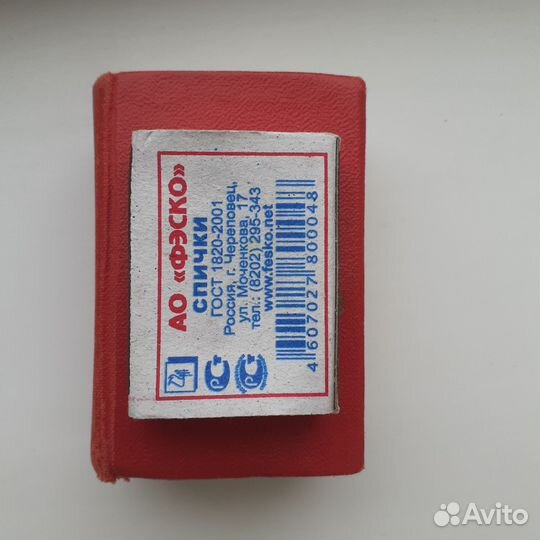 АО «ФЭСКО»
СПИЧКИ
ГОСТ 1820-2001
Россия, г. Череповец,
ул. Моченкова, 17
тел.: (8202) 295-343
www.fesko.net
4 607027 800048
Avito